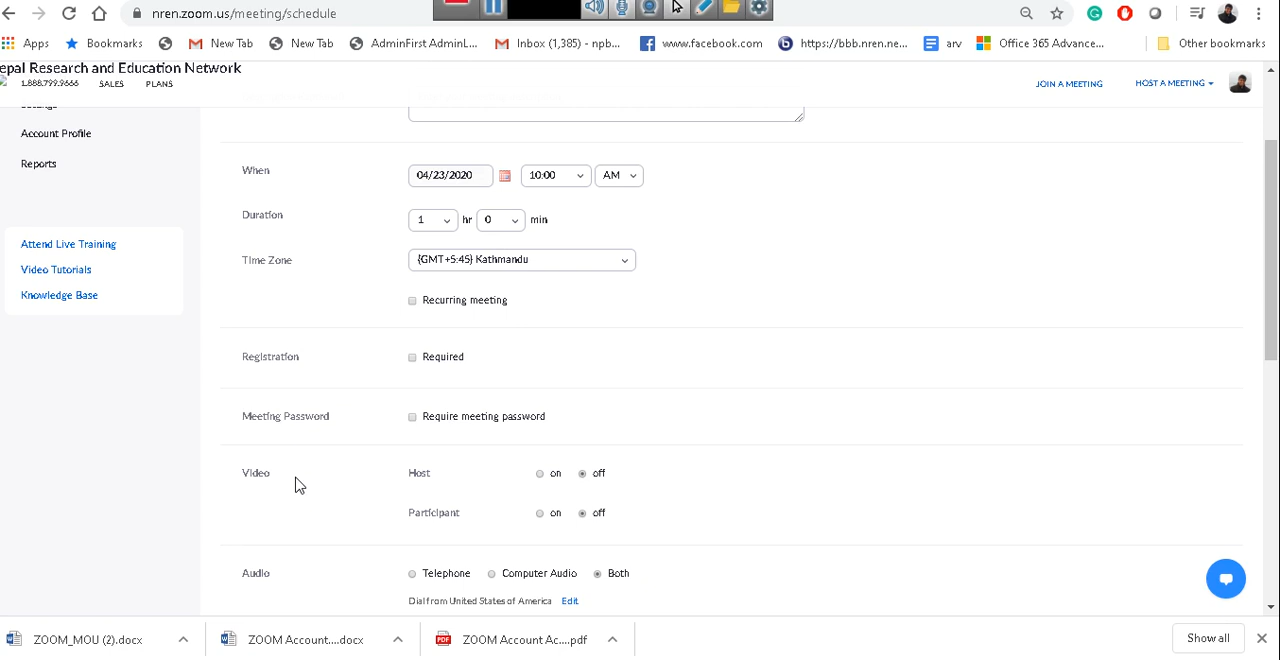 nren.zoom.us/meeting/schedule
Apps Bookmarks New Tab New Tab AdminFirst AdminL... Inbox (1,385) - npb... www.facebook.com https://bbb.nren.ne... arv Office 365 Advance... Other bookmarks
epal Research and Education Network
1.888.799.9666 SALES PLANS JOIN A MEETING HOST A MEETING
Settings
Account Profile
Reports
Attend Live Training
Video Tutorials
Knowledge Base
When 04/23/2020 10:00 AM
Duration 1 hr 0 min
Time Zone (GMT+5:45) Kathmandu
Recurring meeting
Registration Required
Meeting Password Require meeting password
Video Host on off
Participant on off
Audio Telephone Computer Audio Both
Dial from United States of America Edit
ZOOM_MOU (2).docx ZOOM Account....docx ZOOM Account Ac....pdf Show all